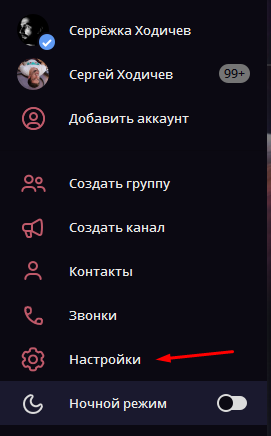 Серрёжка Ходичев
Сергей Ходичев 99+
Добавить аккаунт
Создать группу
Создать канал
Контакты
Звонки
Настройки
Ночной режим